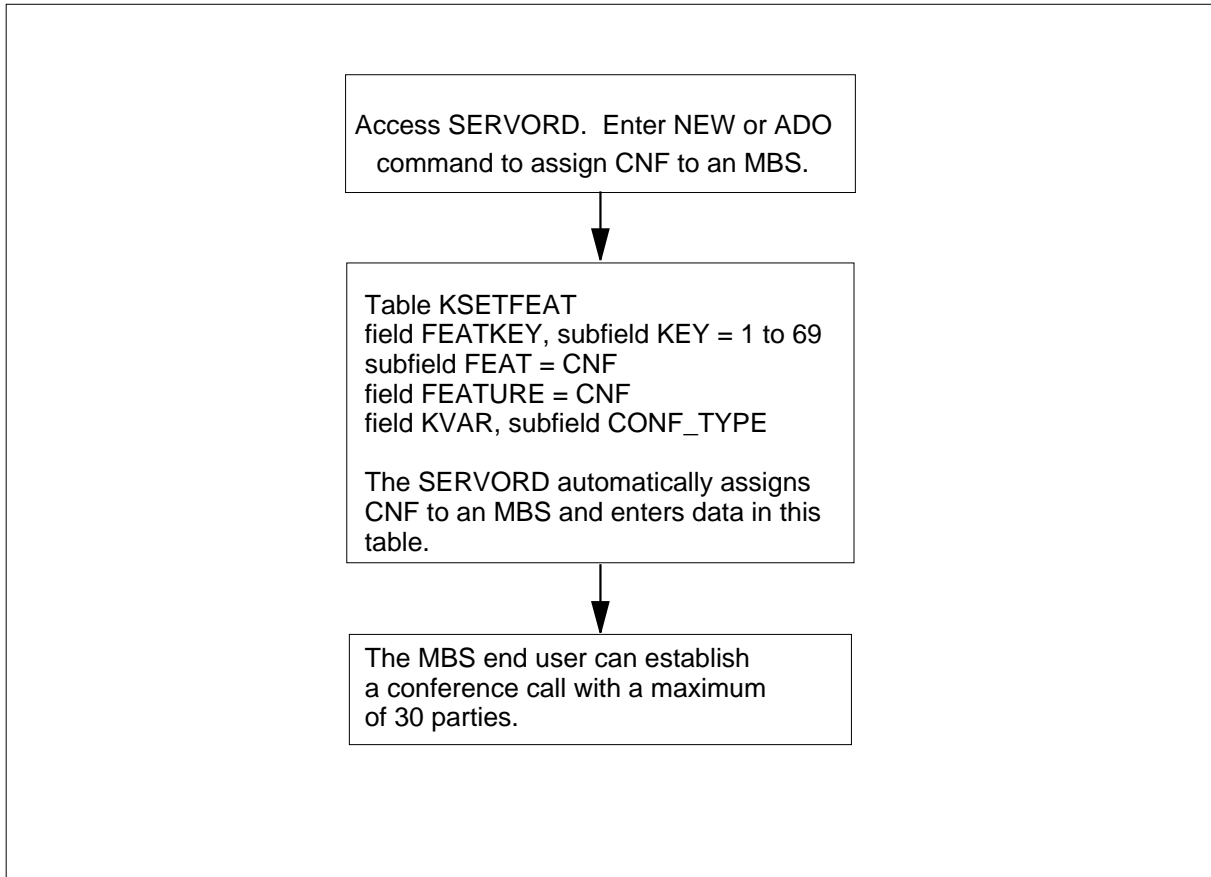 Access SERVORD.  Enter NEW or ADO
command to assign CNF to an MBS.
Table KSETFEAT
field FEATKEY, subfield KEY = 1 to 69
subfield FEAT = CNF
field FEATURE = CNF
field KVAR, subfield CONF_TYPE
The SERVORD automatically assigns
CNF to an MBS and enters data in this
table.
The MBS end user can establish
a conference call with a maximum
of 30 parties.